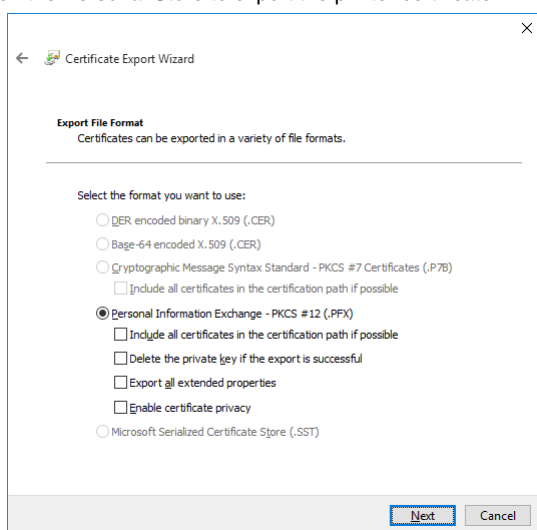 Certificate Export Wizard
Export File Format
Certificates can be exported in a variety of file formats.
Select the format you want to use:
DER encoded binary X.509 (.CER)
Base-64 encoded X.509 (.CER)
Cryptographic Message Syntax Standard - PKCS #7 Certificates (.P7B)
Include all certificates in the certification path if possible
Personal Information Exchange - PKCS #12 (.PFX)
Include all certificates in the certification path if possible
Delete the private key if the export is successful
Export all extended properties
Enable certificate privacy
Microsoft Serialized Certificate Store (.SST)
Next Cancel